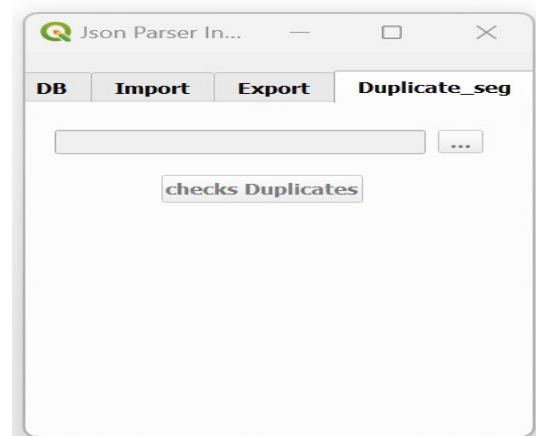 Json Parser In...
DB Import Export Duplicate_seg
...
checks Duplicates